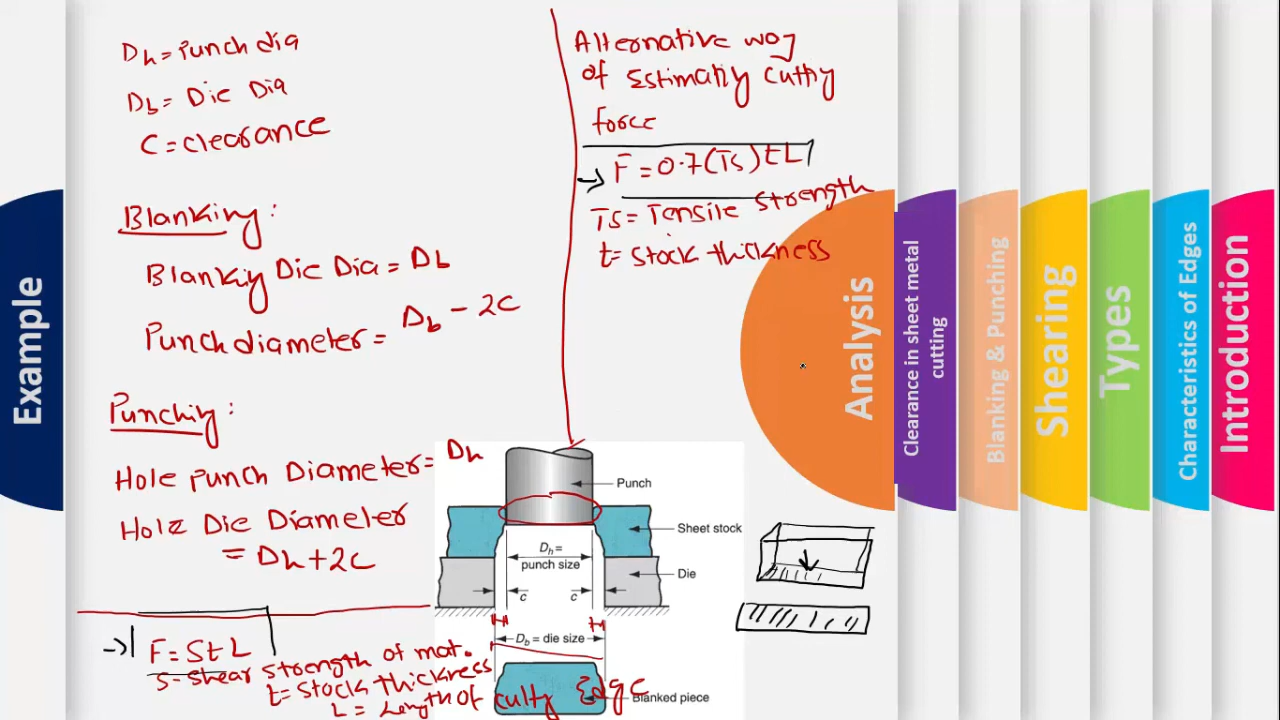 Dh = Punch dia
Db = Die Dia
C = clearance
Blanking:
Blanking Die Dia = Db
Punch diameter = Db - 2C
Punching:
Hole Punch Diameter = Dh
Hole Die Diameter
= Dh + 2C
F = S t L
S = Shear strength of mat.
t = Stock thickness
L = Length of cutting Edge
Alternative way
of Estimating cutting
force
F = 0.7(TS) t L
TS = Tensile Strength
t = Stock thickness
Punch
Sheet stock
Dh =
punch size
Die
c
c
Db = die size
Blanked piece
Example
Analysis
Clearance in sheet metal
cutting
Blanking & Punching
Shearing
Types
Characteristics of Edges
Introduction